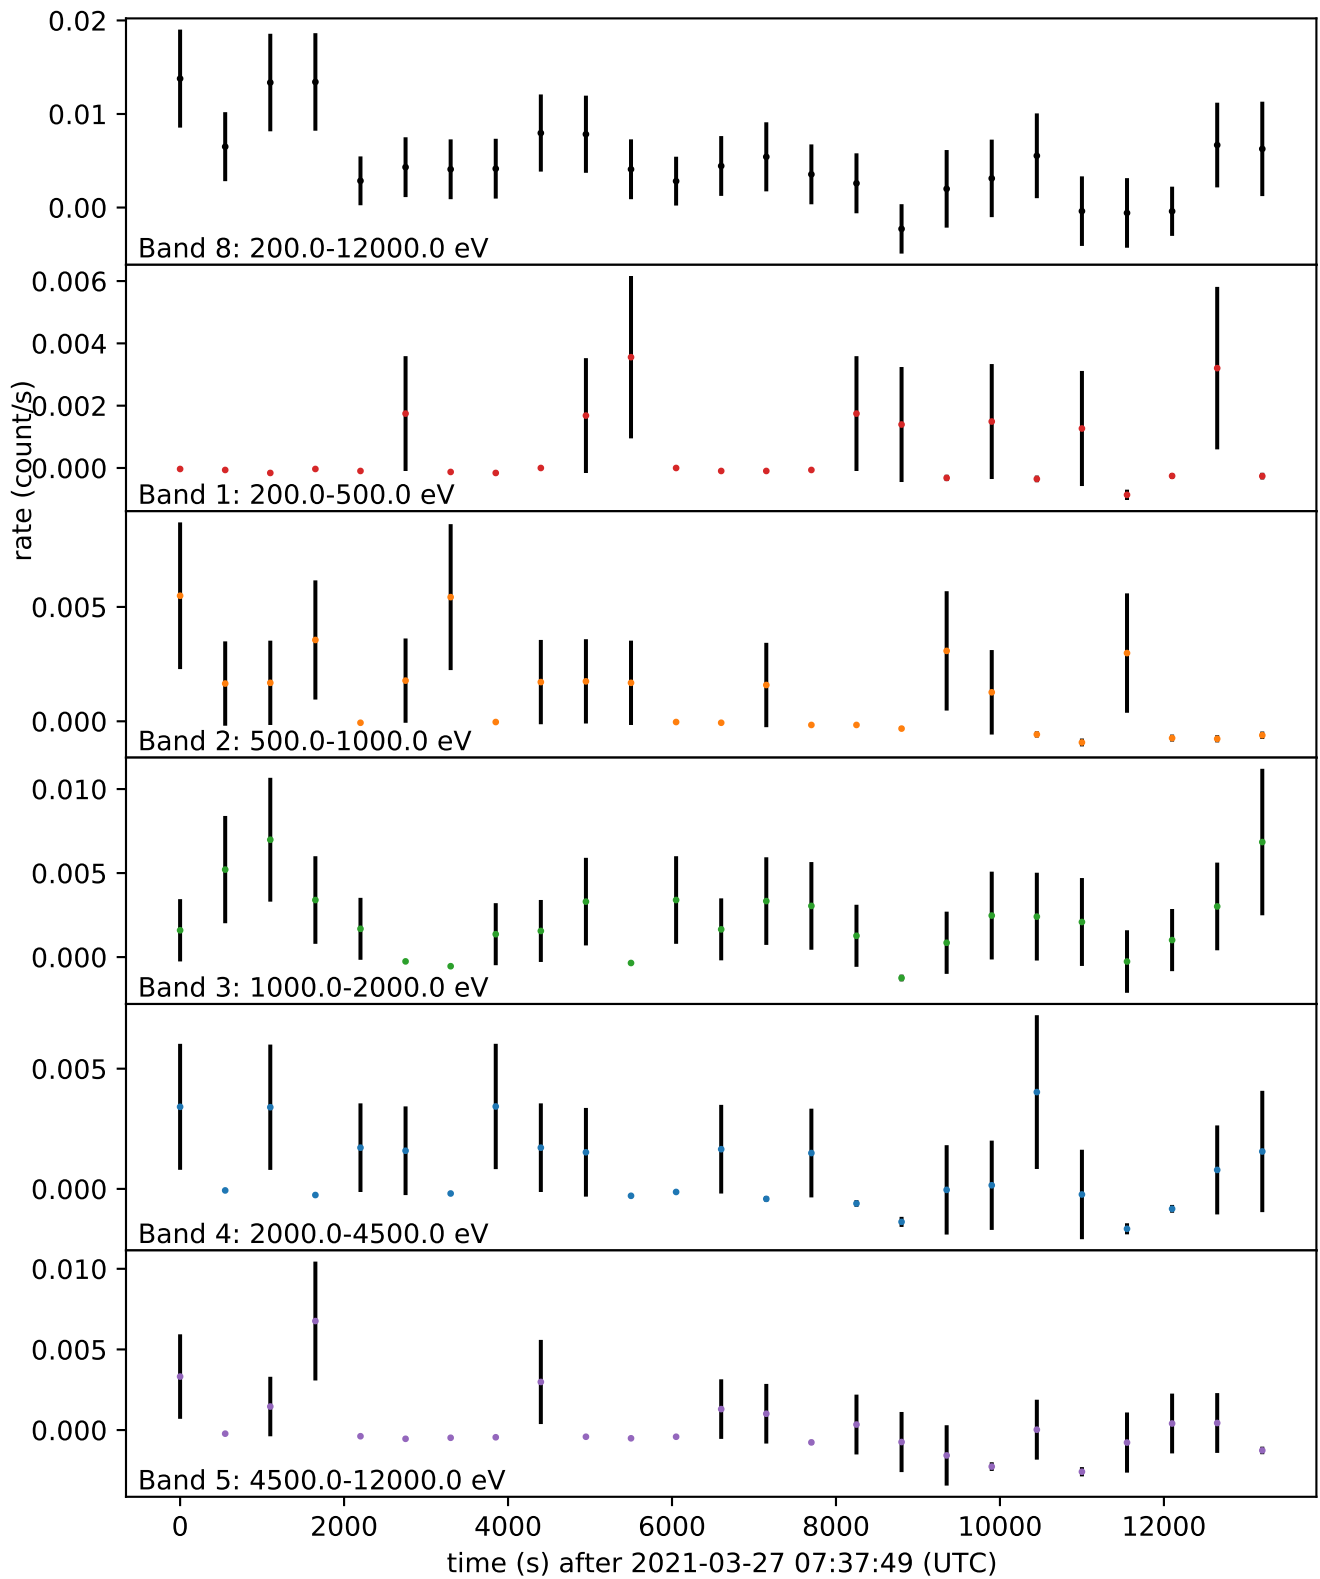 0.02
0.01
0.00
Band 8: 200.0-12000.0 eV
0.006
0.004
0.002
0.000
Band 1: 200.0-500.0 eV
rate (count/s)
0.005
0.000
Band 2: 500.0-1000.0 eV
0.010
0.005
0.000
Band 3: 1000.0-2000.0 eV
0.005
0.000
Band 4: 2000.0-4500.0 eV
0.010
0.005
0.000
Band 5: 4500.0-12000.0 eV
0 2000 4000 6000 8000 10000 12000
time (s) after 2021-03-27 07:37:49 (UTC)